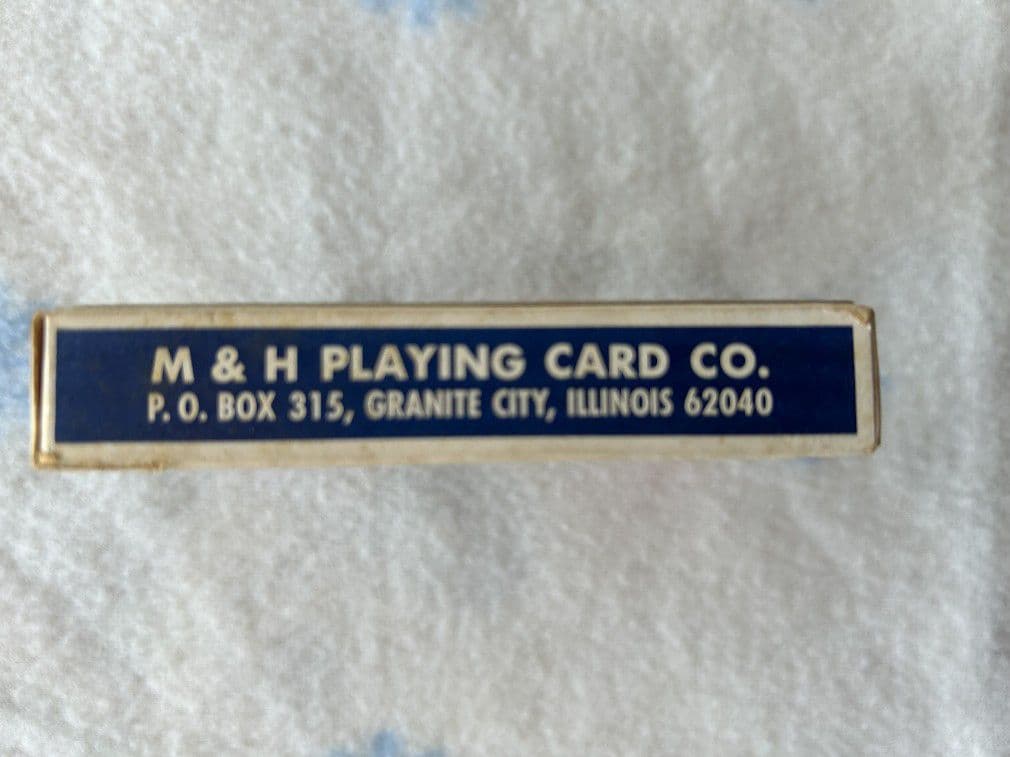 M & H PLAYING CARD CO.
P. O. BOX 315, GRANITE CITY, ILLINOIS 62040